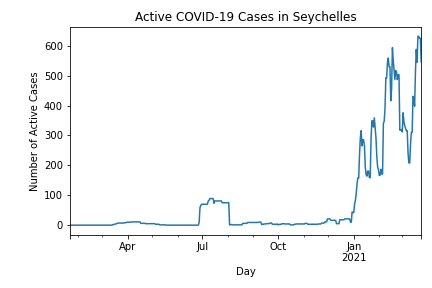 Active COVID-19 Cases in Seychelles
Number of Active Cases
600
500
400
300
200
100
0
Apr
Jul
Oct
Jan
2021
Day